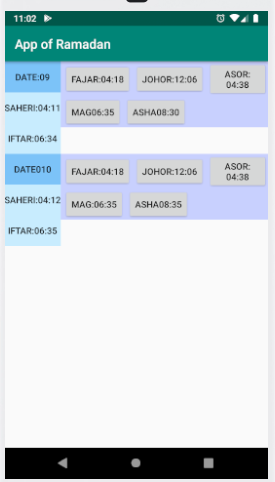 11:02
App of Ramadan
DATE:09
FAJAR:04:18 JOHOR:12:06 ASOR:
04:38
SAHERI:04:11
MAG06:35 ASHA08:30
IFTAR:06:34
DATE010
FAJAR:04:18 JOHOR:12:06 ASOR:
04:38
SAHERI:04:12
MAG:06:35 ASHA08:35
IFTAR:06:35